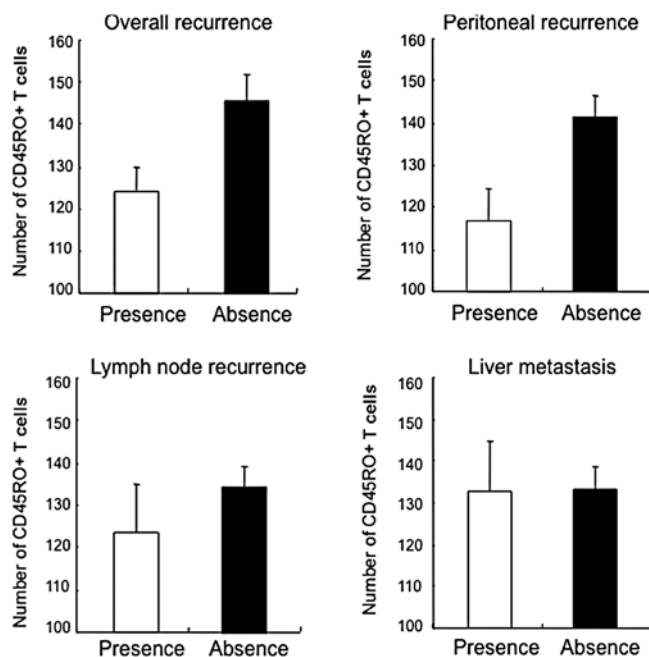 Overall recurrence
Number of CD45RO+ T cells
160
150
140
130
120
110
100
Presence Absence
Peritoneal recurrence
Number of CD45RO+ T cells
160
150
140
130
120
110
100
Presence Absence
Lymph node recurrence
Number of CD45RO+ T cells
160
150
140
130
120
110
100
Presence Absence
Liver metastasis
Number of CD45RO+ T cells
160
150
140
130
120
110
100
Presence Absence